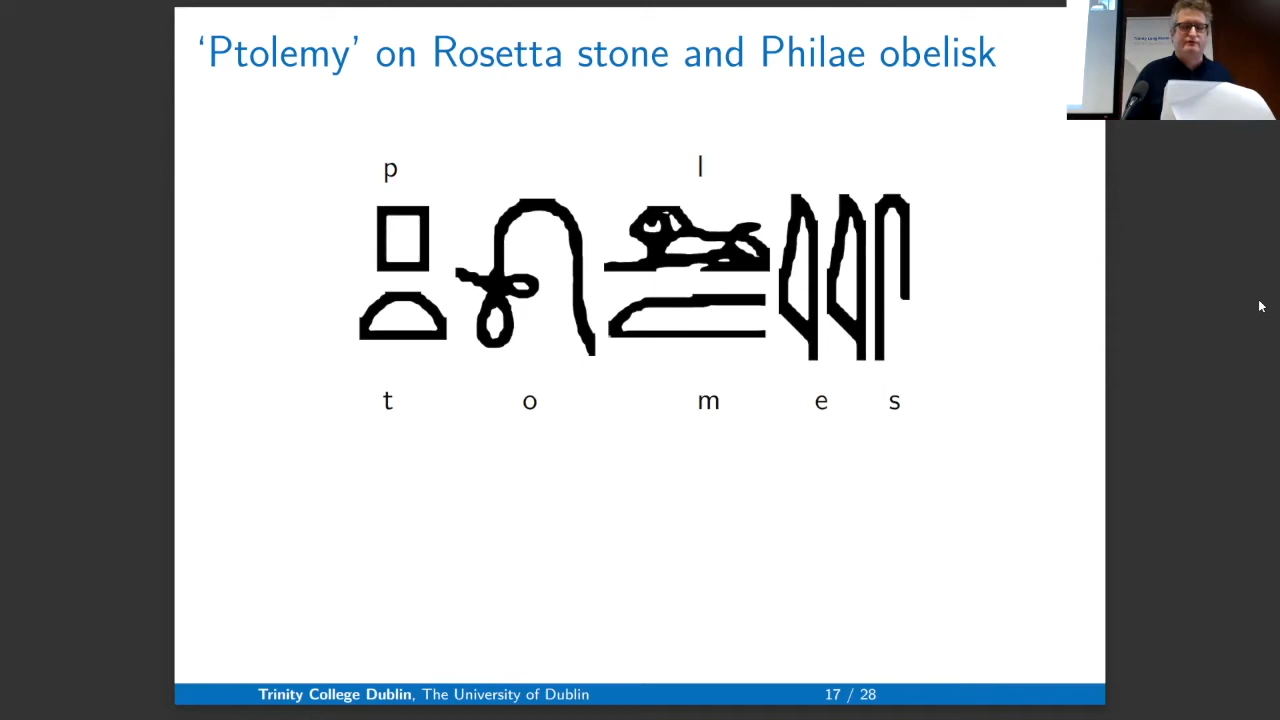 ‘Ptolemy’ on Rosetta stone and Philae obelisk
p l
t o m e s
Trinity College Dublin, The University of Dublin 17 / 28